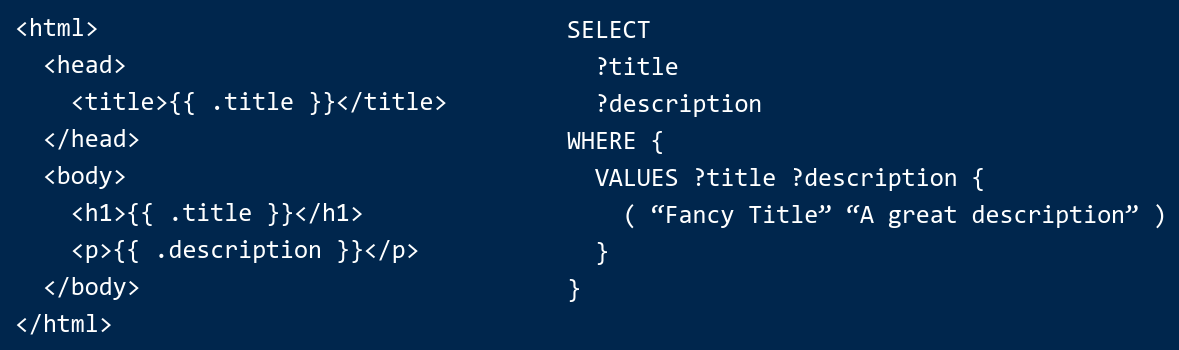 <html>
<head>
<title>{{ .title }}</title>
</head>
<body>
<h1>{{ .title }}</h1>
<p>{{ .description }}</p>
</body>
</html>
SELECT
?title
?description
WHERE {
VALUES ?title ?description {
( “Fancy Title” “A great description” )
}
}